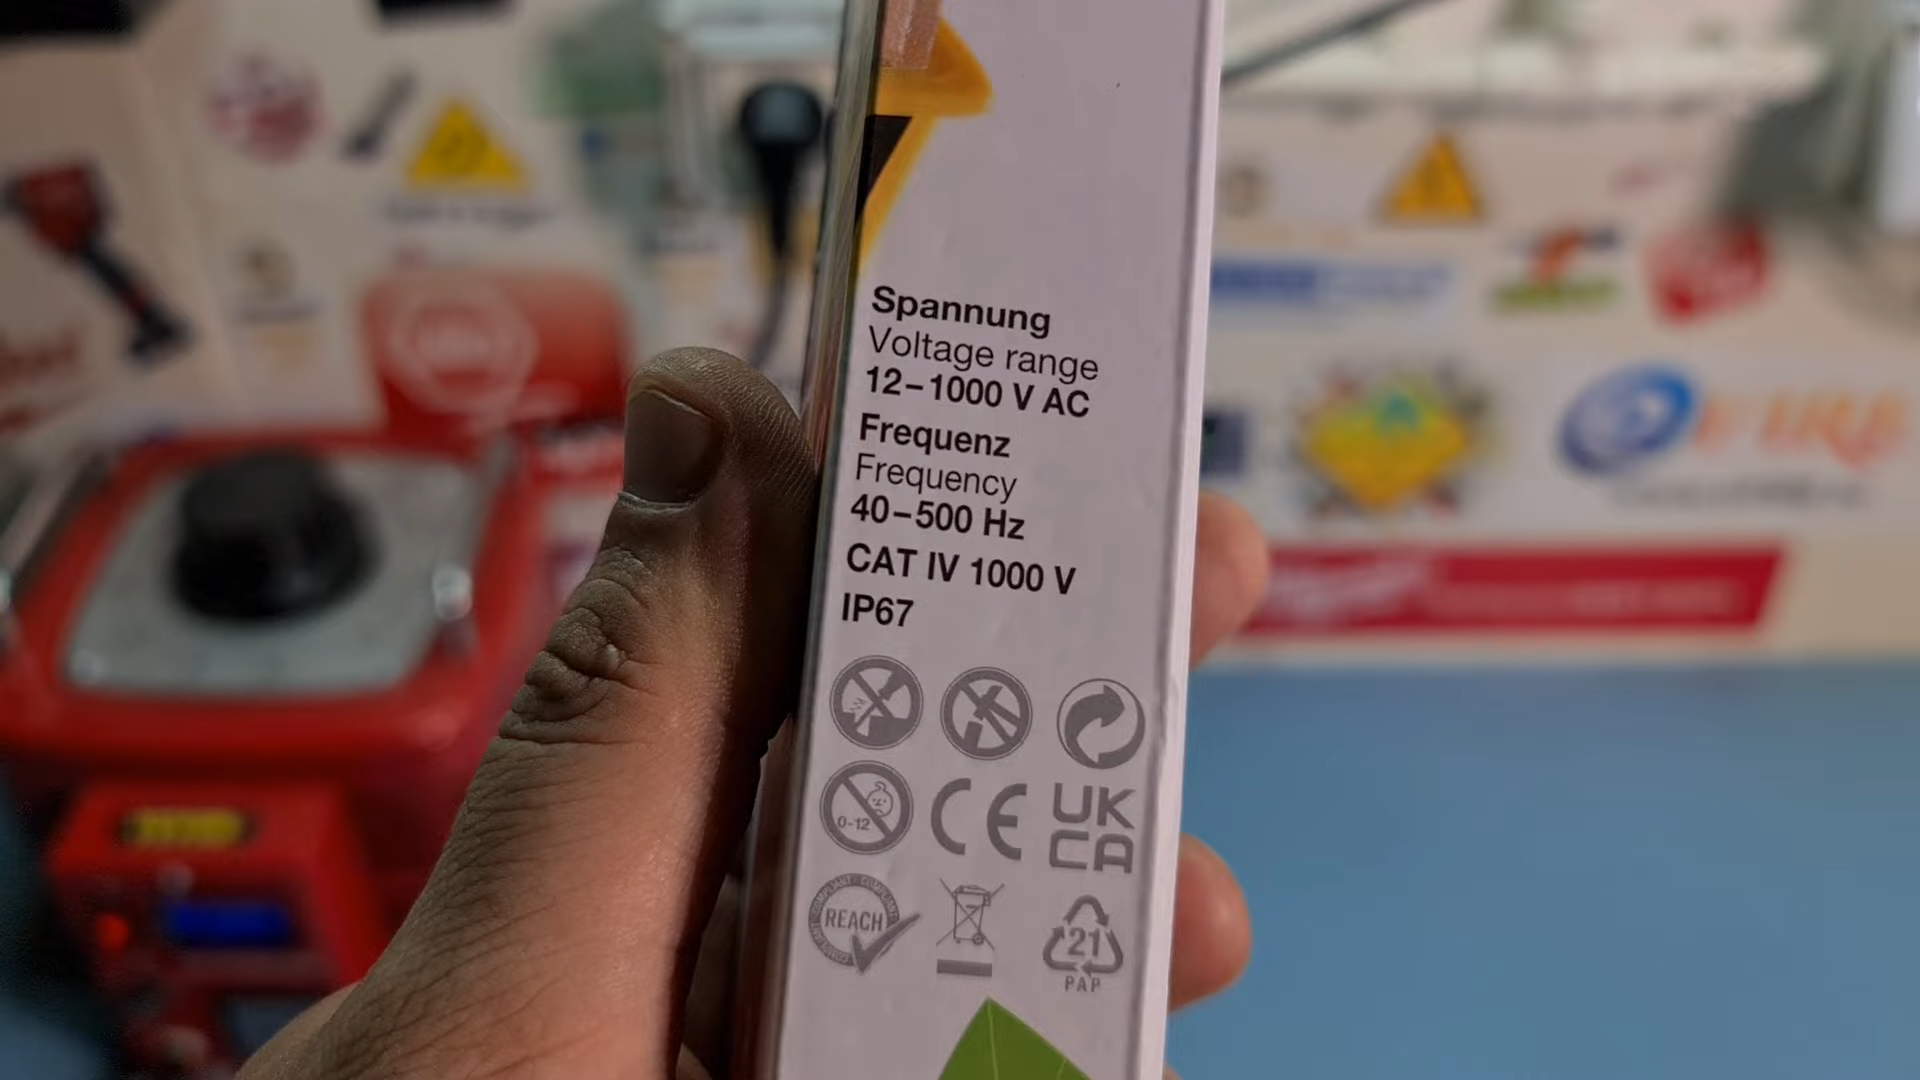 Spannung
Voltage range
12–1000 V AC
Frequenz
Frequency
40–500 Hz
CAT IV 1000 V
IP67
0-12
CE
UK
CA
REACH
21
PAP